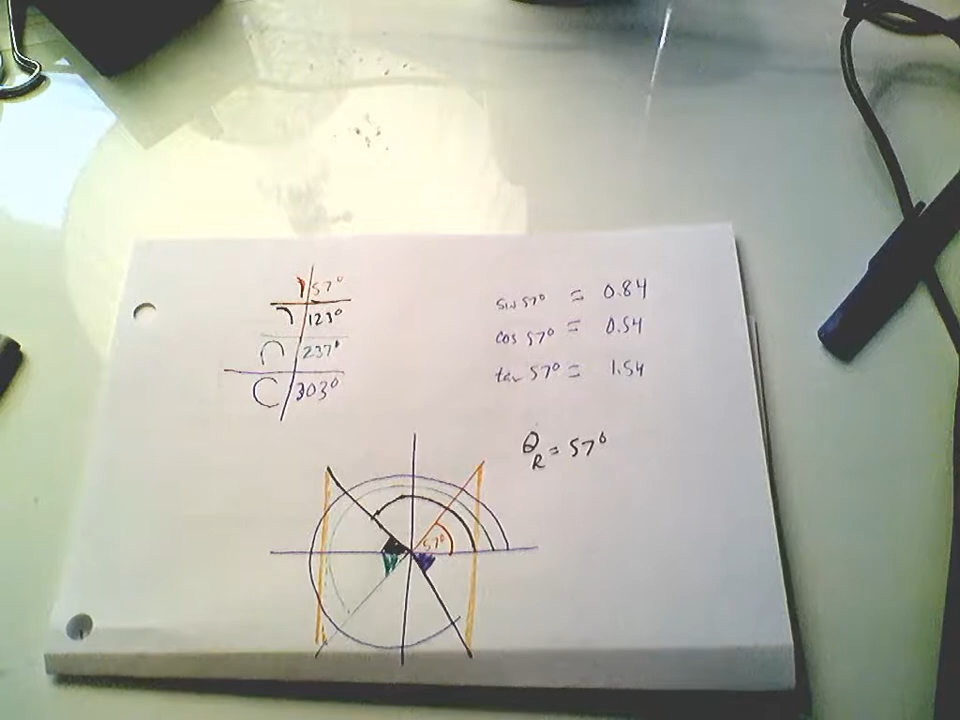 57°
123°
237°
303°
sin 57° = 0.84
cos 57° = 0.54
tan 57° = 1.54
θR = 57°
57°